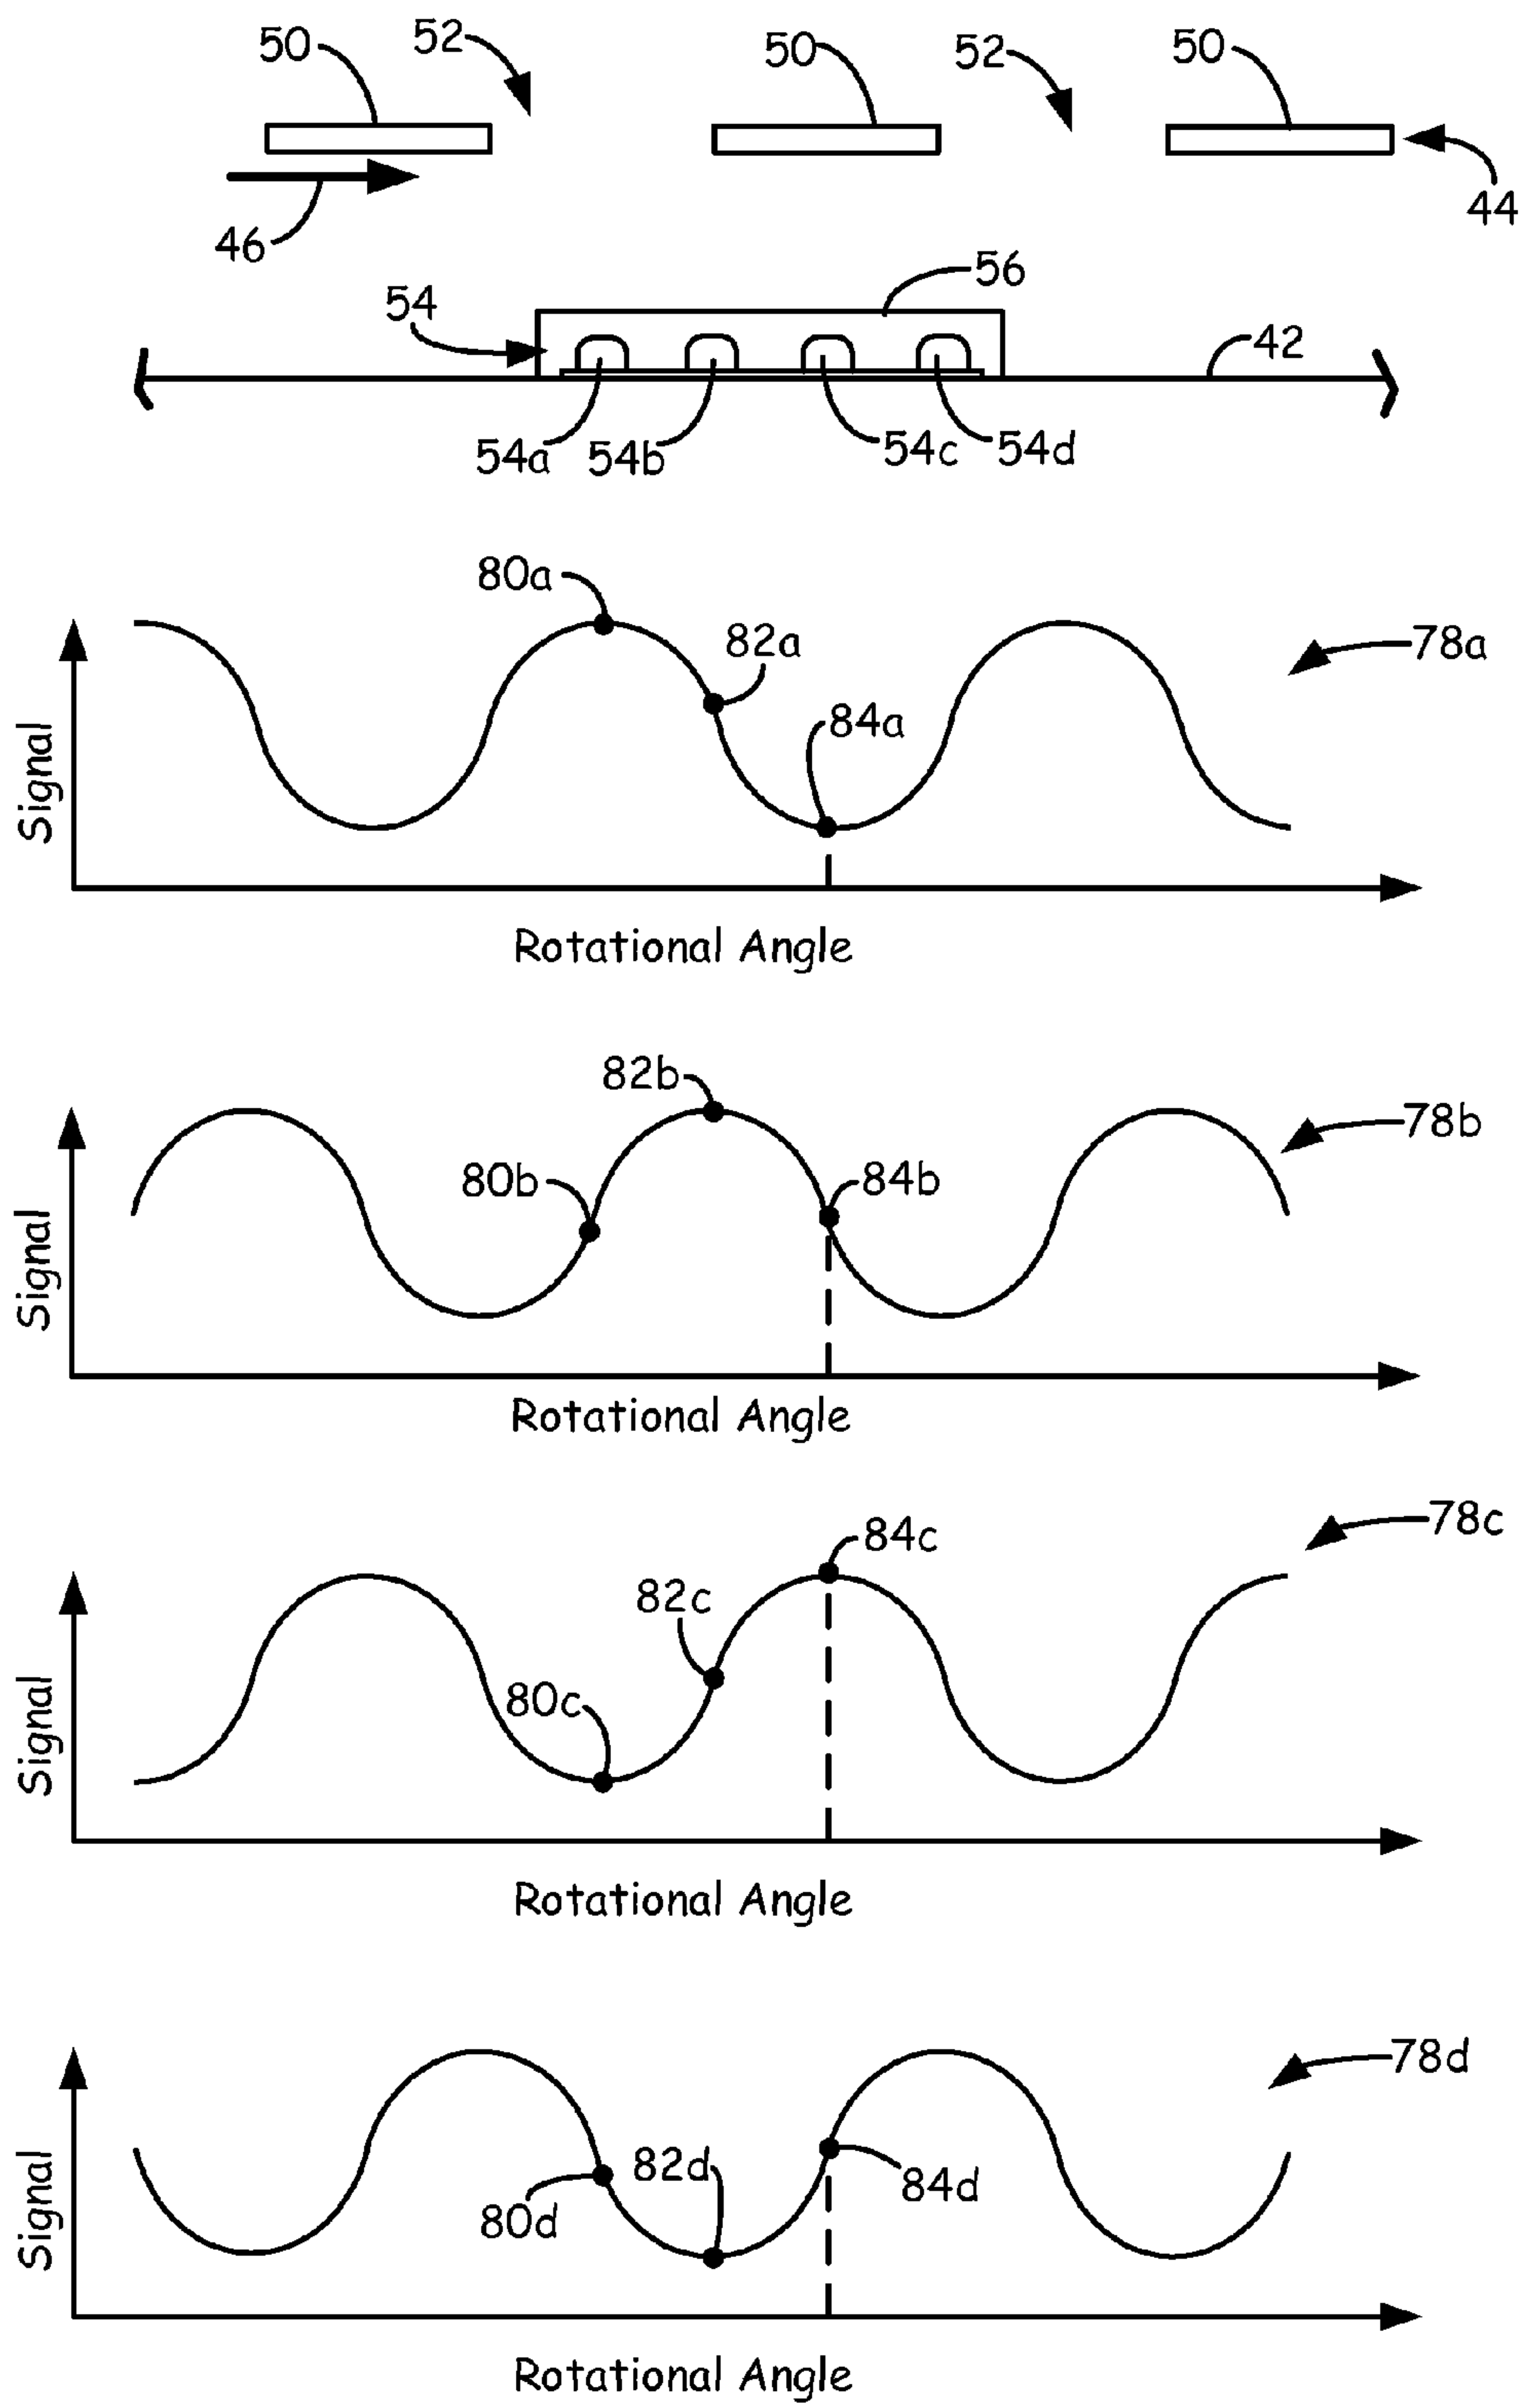 50 52 50 52 50
44
46
56
54
42
54a 54b 54c 54d
80a
82a
78a
84a
Signal
Rotational Angle
82b
78b
80b
84b
Signal
Rotational Angle
84c
78c
82c
80c
Signal
Rotational Angle
78d
82d
84d
80d
Signal
Rotational Angle